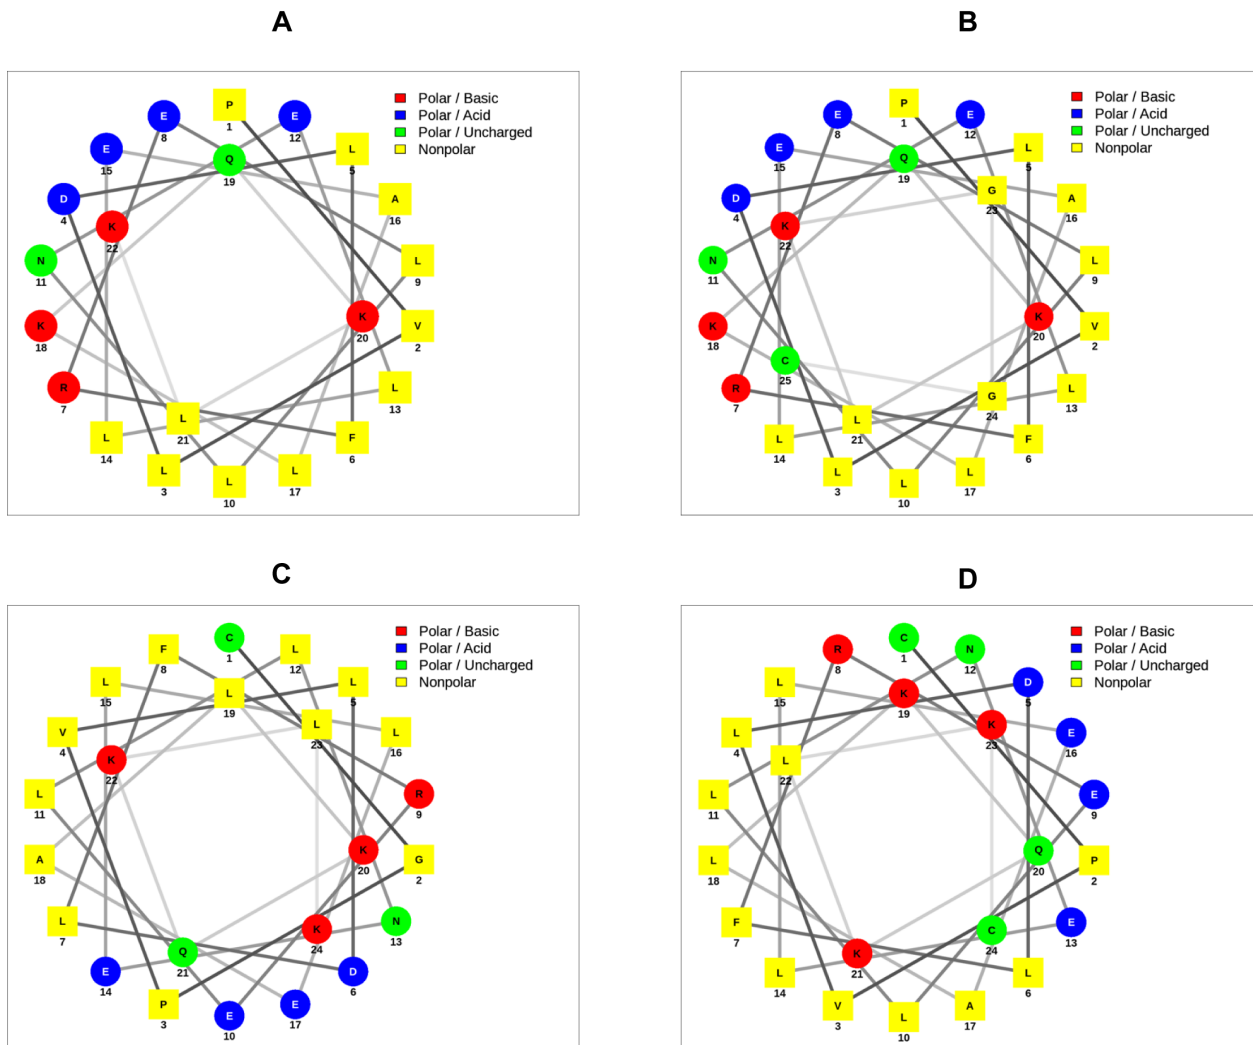 A
Polar / Basic
Polar / Acid
Polar / Uncharged
Nonpolar
P
1
V
2
L
3
D
4
L
5
F
6
R
7
E
8
L
9
L
10
N
11
E
12
L
13
L
14
E
15
A
16
L
17
K
18
Q
19
K
20
L
21
K
22
B
Polar / Basic
Polar / Acid
Polar / Uncharged
Nonpolar
P
1
V
2
L
3
D
4
L
5
F
6
R
7
E
8
L
9
L
10
N
11
E
12
L
13
L
14
E
15
A
16
L
17
K
18
Q
19
K
20
L
21
K
22
G
23
G
24
C
25
C
Polar / Basic
Polar / Acid
Polar / Uncharged
Nonpolar
C
1
G
2
P
3
V
4
L
5
D
6
L
7
F
8
R
9
E
10
L
11
L
12
N
13
E
14
L
15
L
16
E
17
A
18
L
19
K
20
Q
21
K
22
L
23
K
24
D
Polar / Basic
Polar / Acid
Polar / Uncharged
Nonpolar
C
1
P
2
V
3
L
4
D
5
L
6
F
7
R
8
E
9
L
10
L
11
N
12
E
13
L
14
L
15
E
16
A
17
L
18
K
19
Q
20
K
21
L
22
K
23
C
24